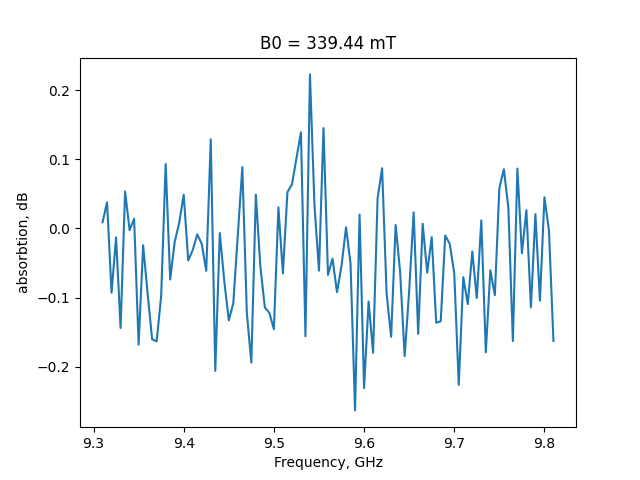 B0 = 339.44 mT
absorbtion, dB
0.2
0.1
0.0
−0.1
−0.2
9.3 9.4 9.5 9.6 9.7 9.8
Frequency, GHz